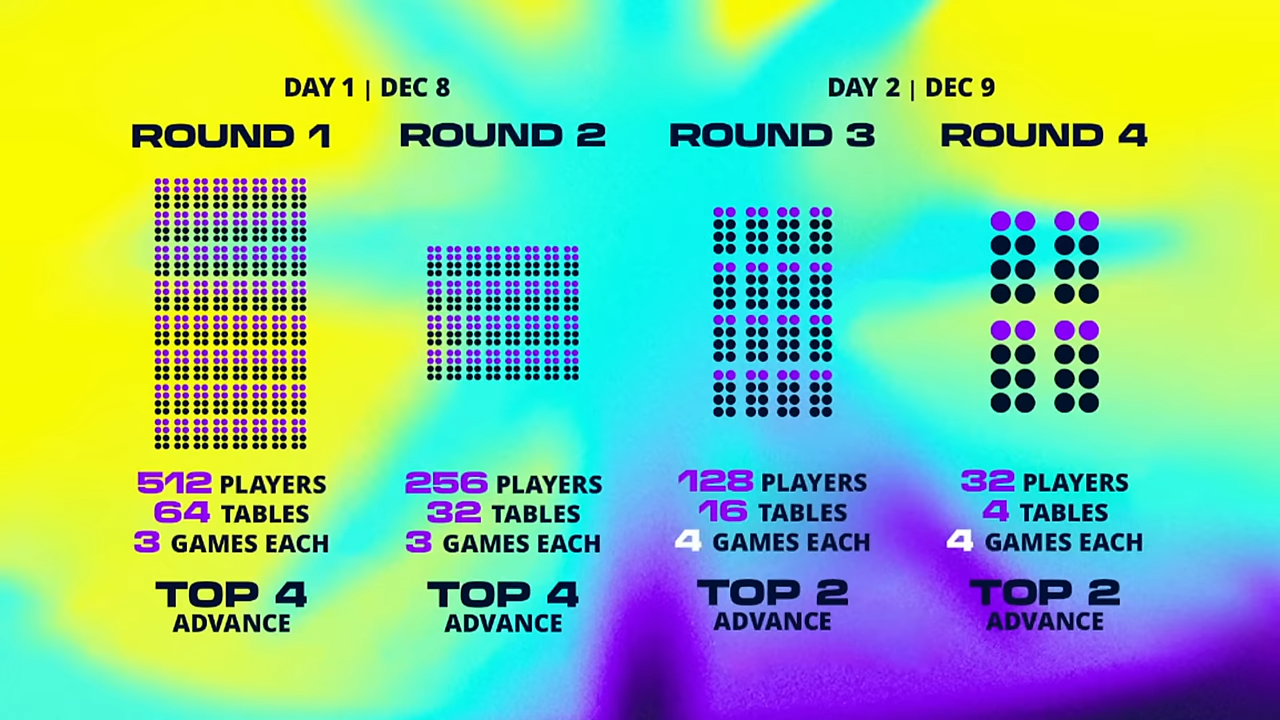 DAY 1 | DEC 8
ROUND 1
512 PLAYERS
64 TABLES
3 GAMES EACH
TOP 4
ADVANCE
ROUND 2
256 PLAYERS
32 TABLES
3 GAMES EACH
TOP 4
ADVANCE
DAY 2 | DEC 9
ROUND 3
128 PLAYERS
16 TABLES
4 GAMES EACH
TOP 2
ADVANCE
ROUND 4
32 PLAYERS
4 TABLES
4 GAMES EACH
TOP 2
ADVANCE